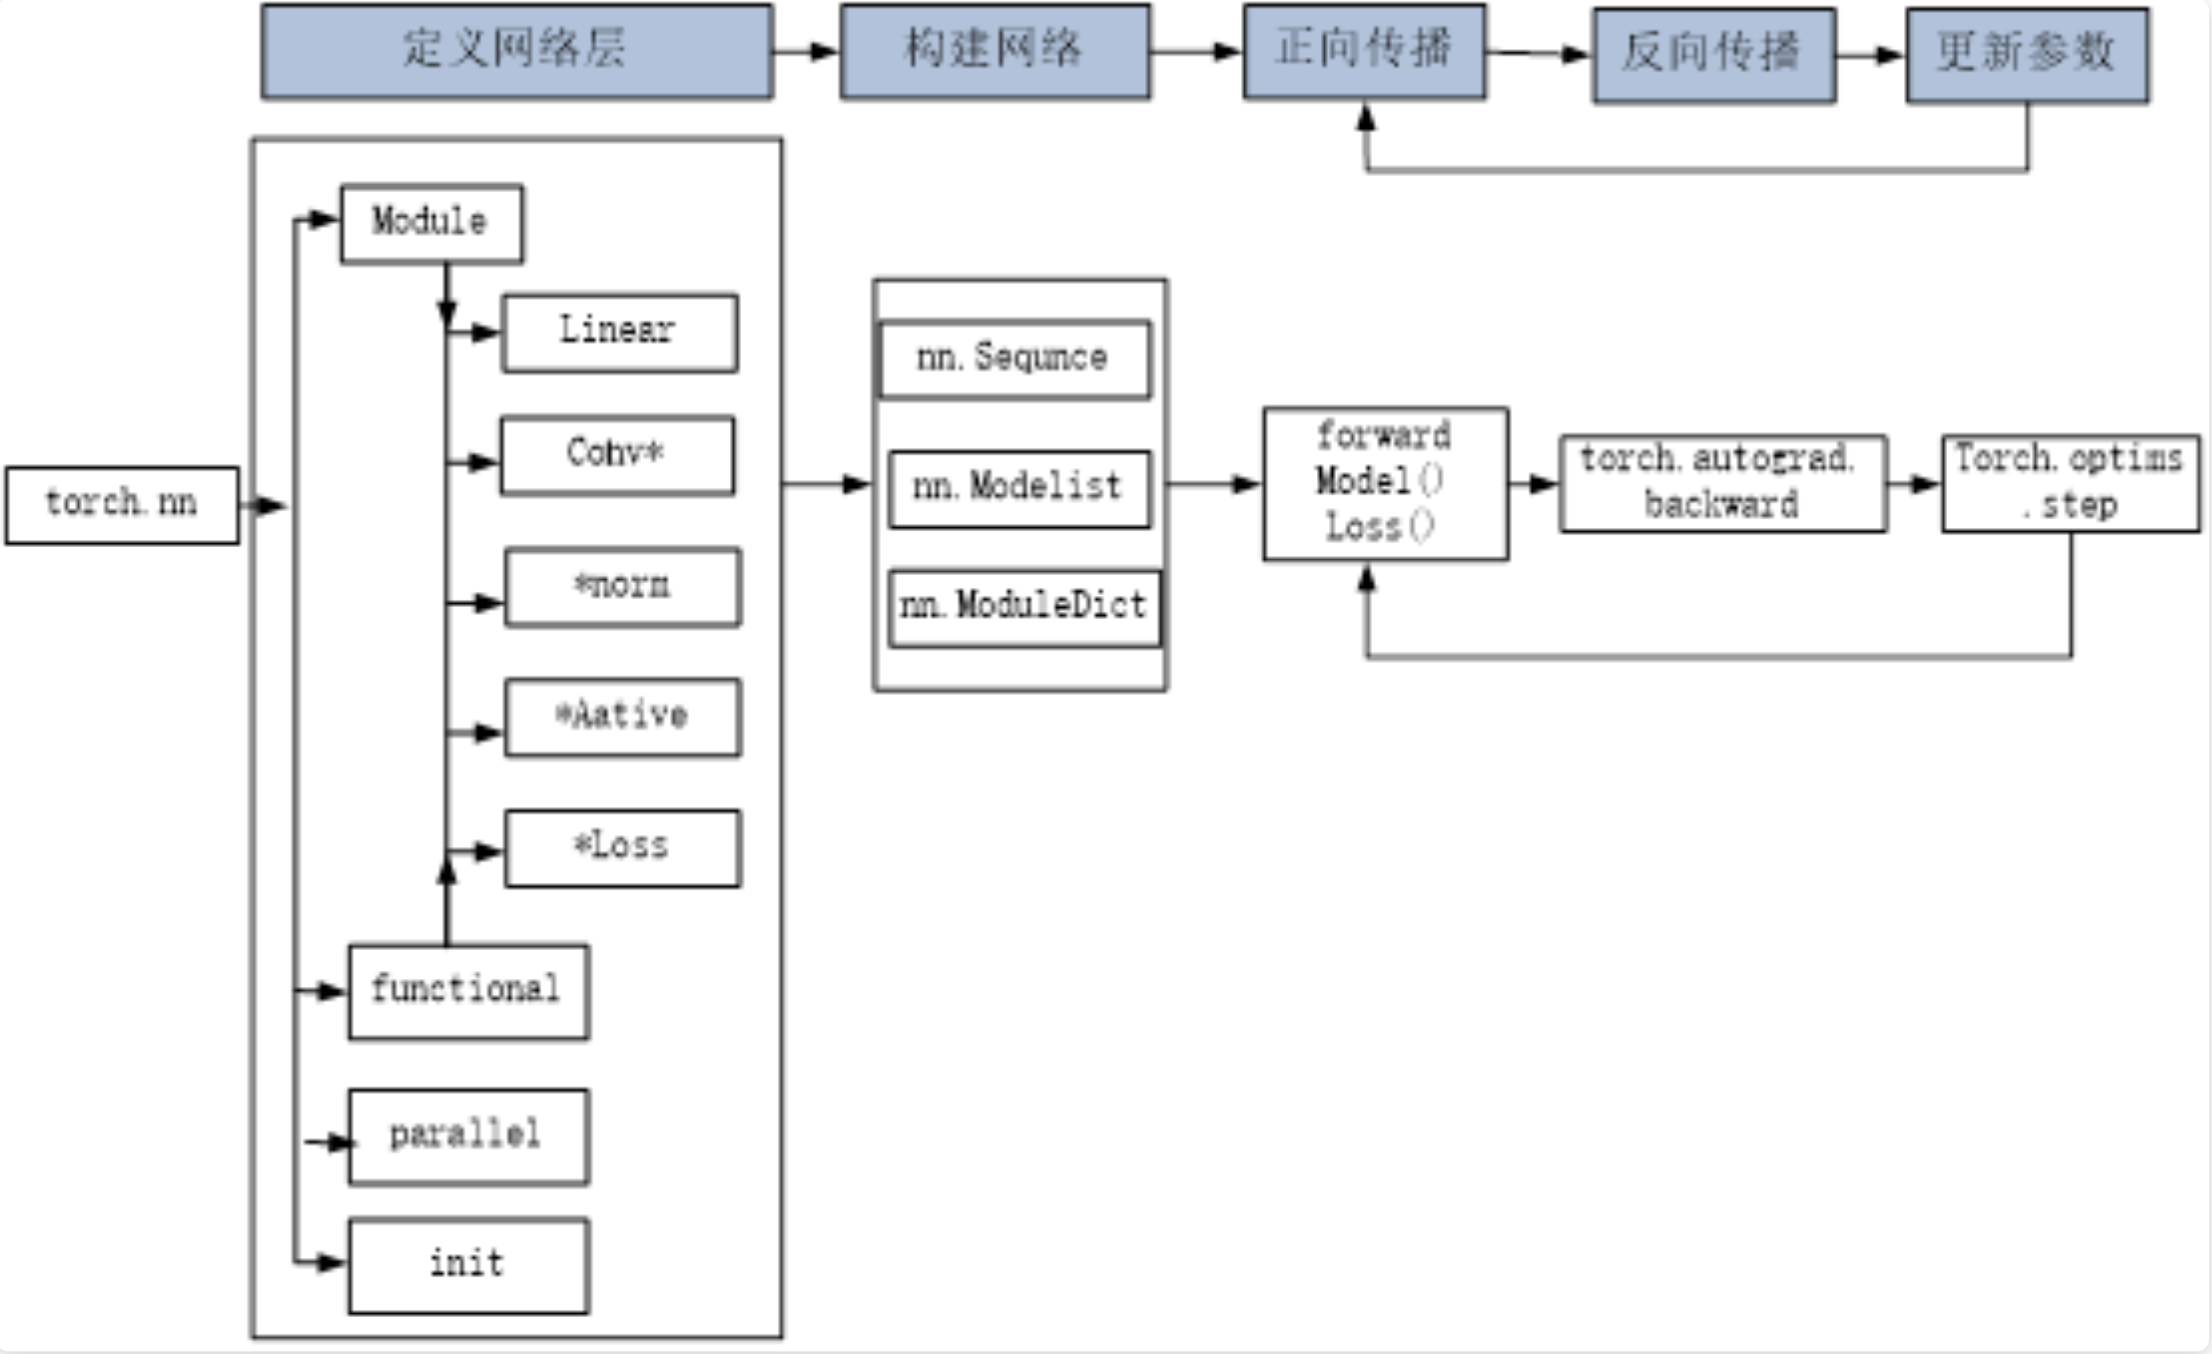 定义网络层
构建网络
正向传播
反向传播
更新参数
Module
Linear
Conv*
*norm
*Aative
*Loss
torch.nn
functional
parallel
init
nn.Sequnce
nn.Modelist
nn.ModuleDict
forward
Model()
Loss()
torch.autograd.
backward
Torch.optims
.step